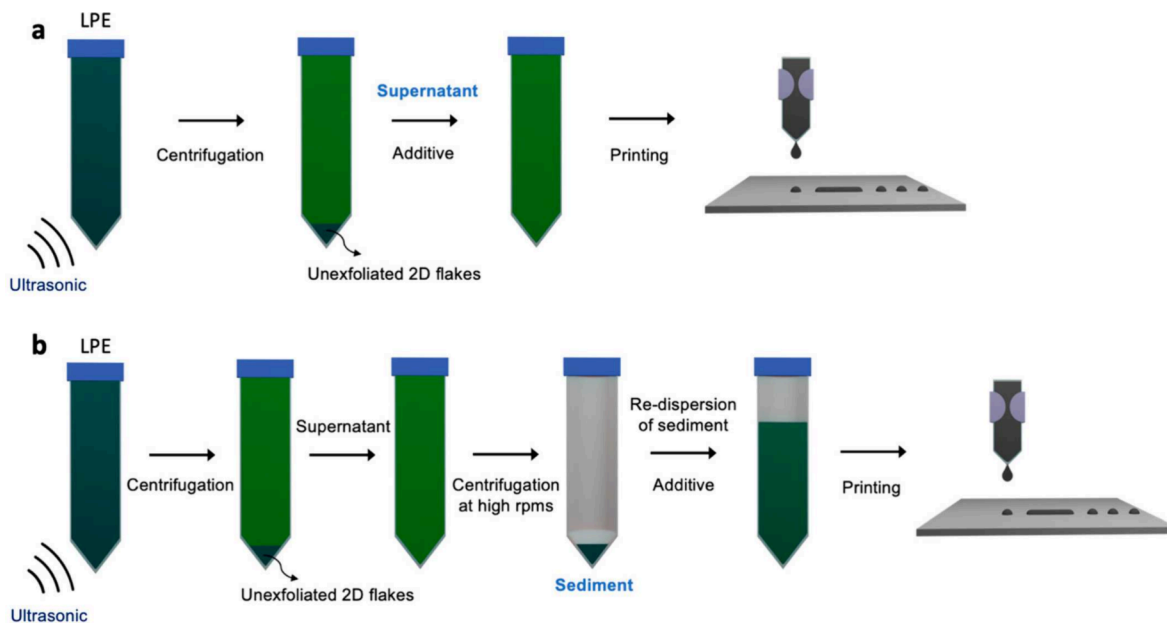 a
LPE
Centrifugation
Supernatant
Additive
Printing
Ultrasonic
Unexfoliated 2D flakes
b
LPE
Centrifugation
Supernatant
Centrifugation
at high rpms
Re-dispersion
of sediment
Additive
Printing
Ultrasonic
Unexfoliated 2D flakes
Sediment